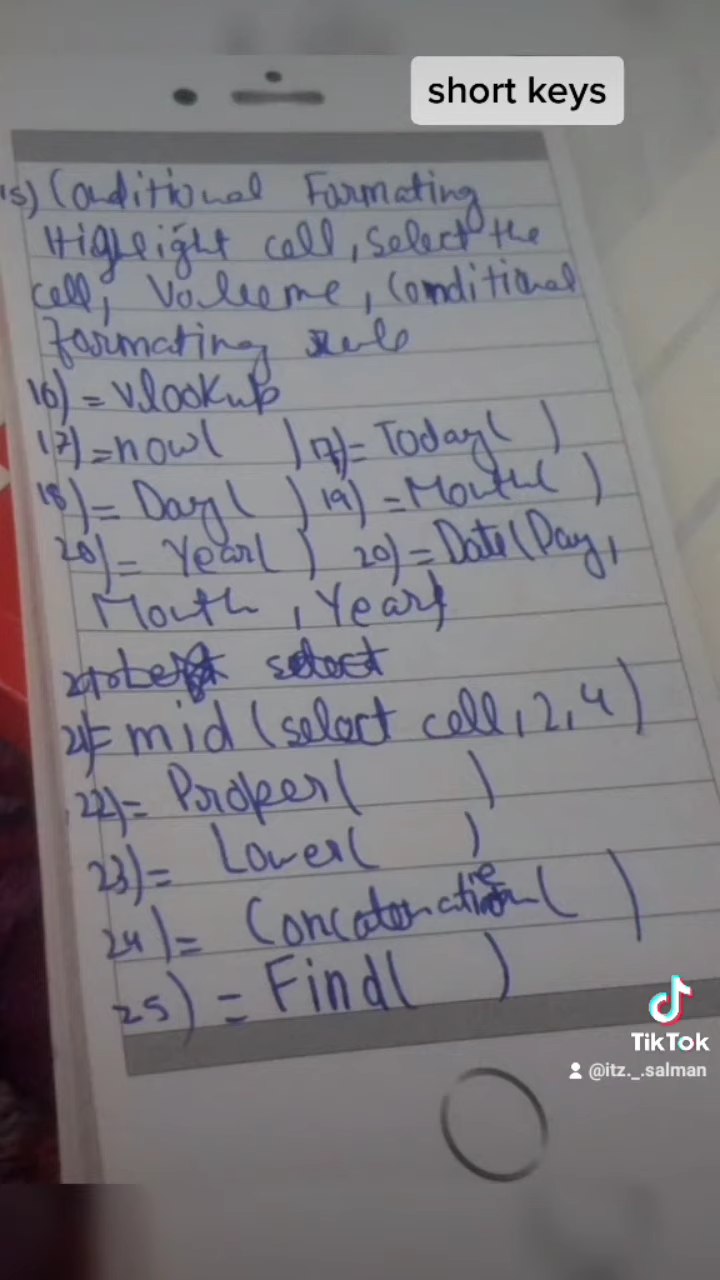 short keys
15) Conditional Formating
Highlight cell, select the
cell, Voleeme, Conditional
formating rule
16) = vlookup
17) = now( ) 17) = Today( )
18) = Day( ) 19) = Month( )
20) = Year( ) 20) = Date(Day,
Month, Year)
select
21) = mid (select cell, 2, 4)
22) = Proper( )
23) = Lower( )
24) = ( )
25) = Find( )
TikTok
@itz._.salman